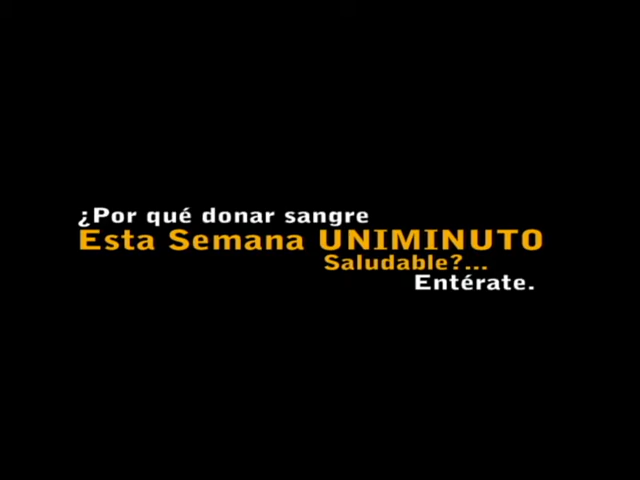 ¿Por qué donar sangre
Esta Semana UNIMINUTO
Saludable?...
Entérate.